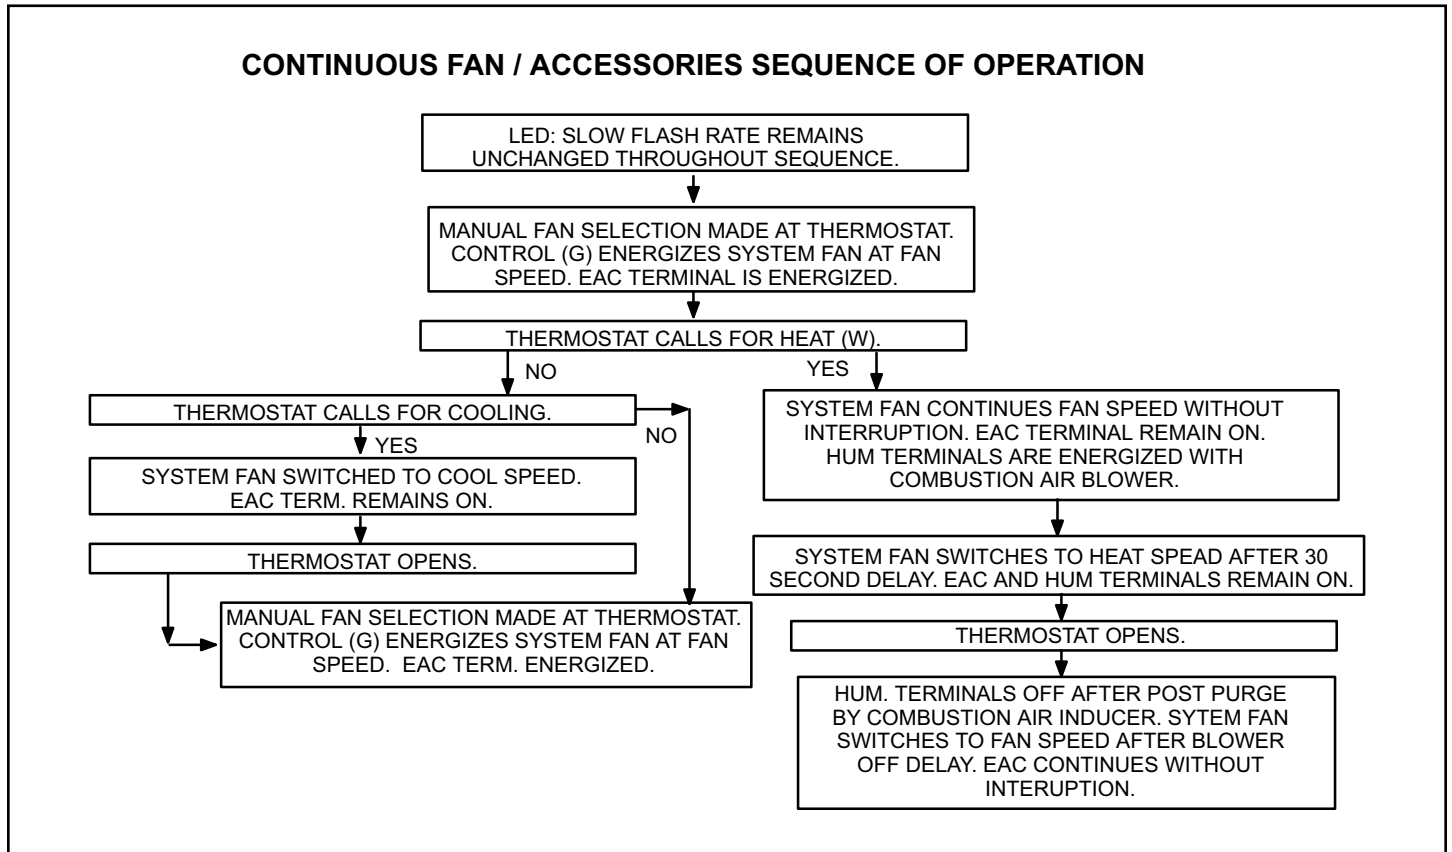 CONTINUOUS FAN / ACCESSORIES SEQUENCE OF OPERATION
LED: SLOW FLASH RATE REMAINS
UNCHANGED THROUGHOUT SEQUENCE.
MANUAL FAN SELECTION MADE AT THERMOSTAT.
CONTROL (G) ENERGIZES SYSTEM FAN AT FAN
SPEED. EAC TERMINAL IS ENERGIZED.
THERMOSTAT CALLS FOR HEAT (W).
NO
YES
THERMOSTAT CALLS FOR COOLING.
NO
YES
SYSTEM FAN SWITCHED TO COOL SPEED.
EAC TERM. REMAINS ON.
THERMOSTAT OPENS.
MANUAL FAN SELECTION MADE AT THERMOSTAT.
CONTROL (G) ENERGIZES SYSTEM FAN AT FAN
SPEED. EAC TERM. ENERGIZED.
SYSTEM FAN CONTINUES FAN SPEED WITHOUT
INTERRUPTION. EAC TERMINAL REMAIN ON.
HUM TERMINALS ARE ENERGIZED WITH
COMBUSTION AIR BLOWER.
SYSTEM FAN SWITCHES TO HEAT SPEAD AFTER 30
SECOND DELAY. EAC AND HUM TERMINALS REMAIN ON.
THERMOSTAT OPENS.
HUM. TERMINALS OFF AFTER POST PURGE
BY COMBUSTION AIR INDUCER. SYTEM FAN
SWITCHES TO FAN SPEED AFTER BLOWER
OFF DELAY. EAC CONTINUES WITHOUT
INTERUPTION.